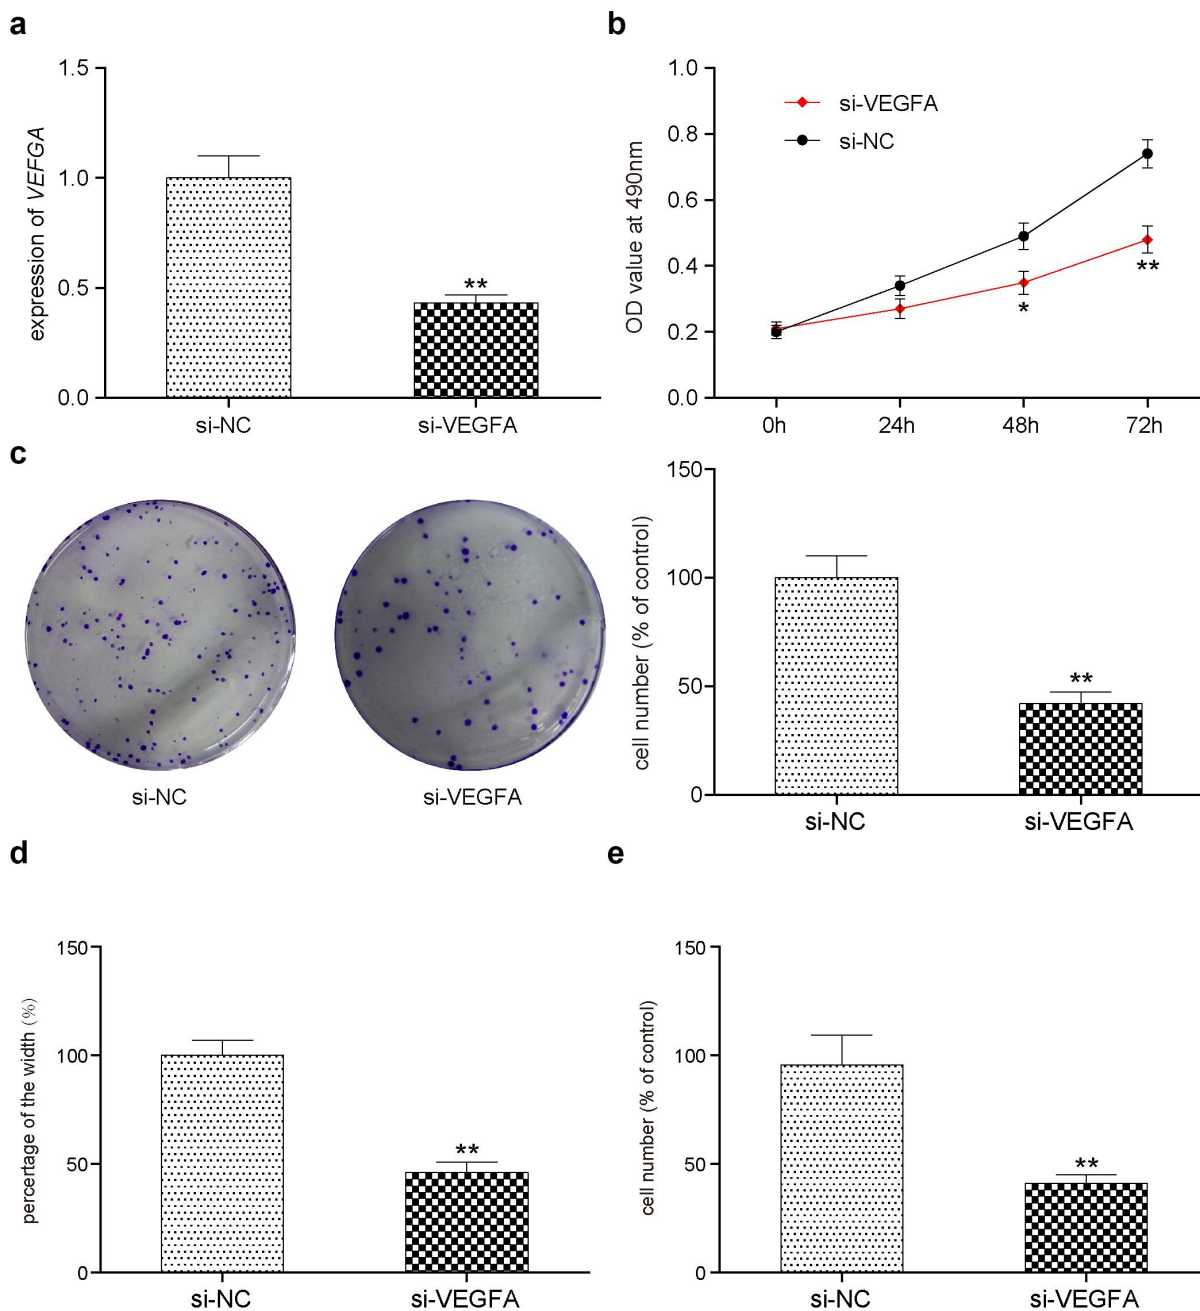 a
1.5
1.0
0.5
0.0
expression of VEFGA
**
si-NC
si-VEGFA
b
1.0
0.8
0.6
0.4
0.2
0.0
OD value at 490nm
si-VEGFA
si-NC
*
**
0h
24h
48h
72h
c
si-NC
si-VEGFA
150
100
50
0
cell number (% of control)
**
si-NC
si-VEGFA
d
150
100
50
0
percentage of the width (%)
**
si-NC
si-VEGFA
e
150
100
50
0
cell number (% of control)
**
si-NC
si-VEGFA